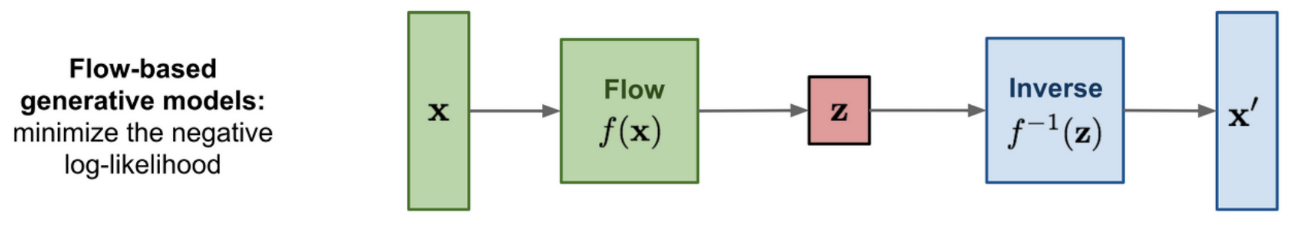 Flow-based
generative models:
minimize the negative
log-likelihood
x
Flow
f(x)
z
Inverse
f⁻¹(z)
x′